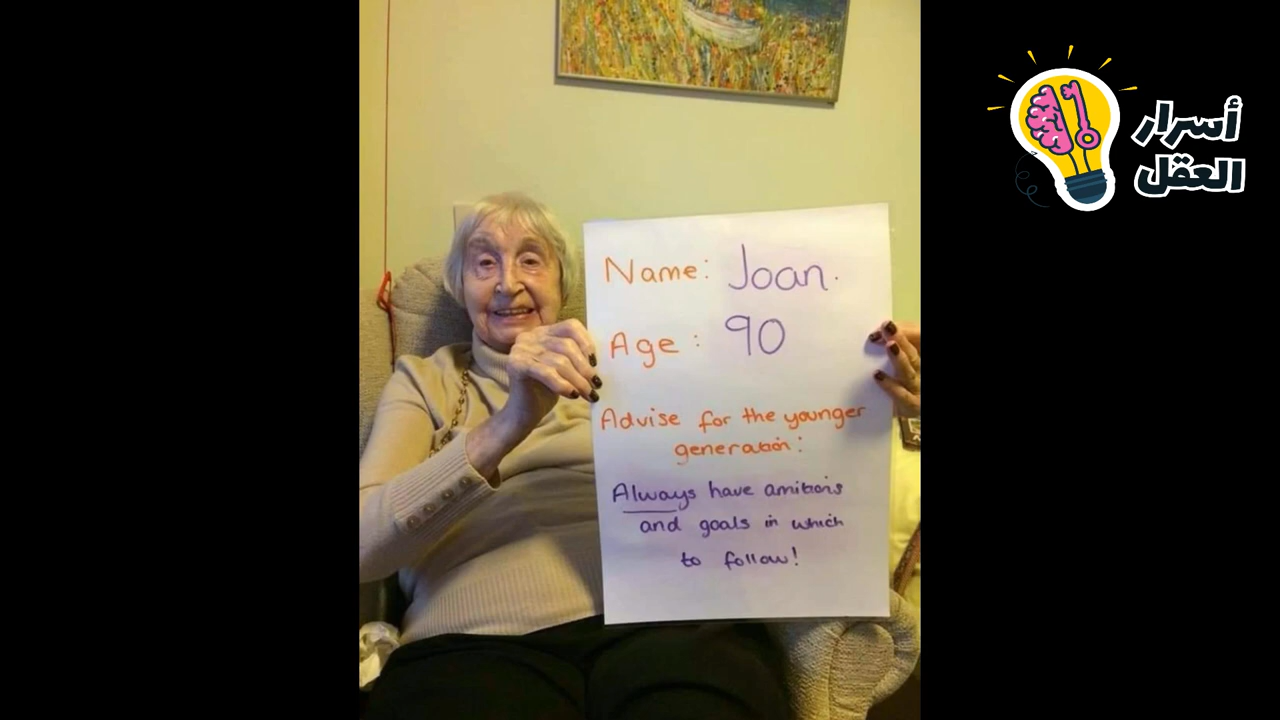 Name: Joan.
Age: 90
Advise for the younger
generation:
Always have amitions
and goals in which
to follow!
أسرار
العقل